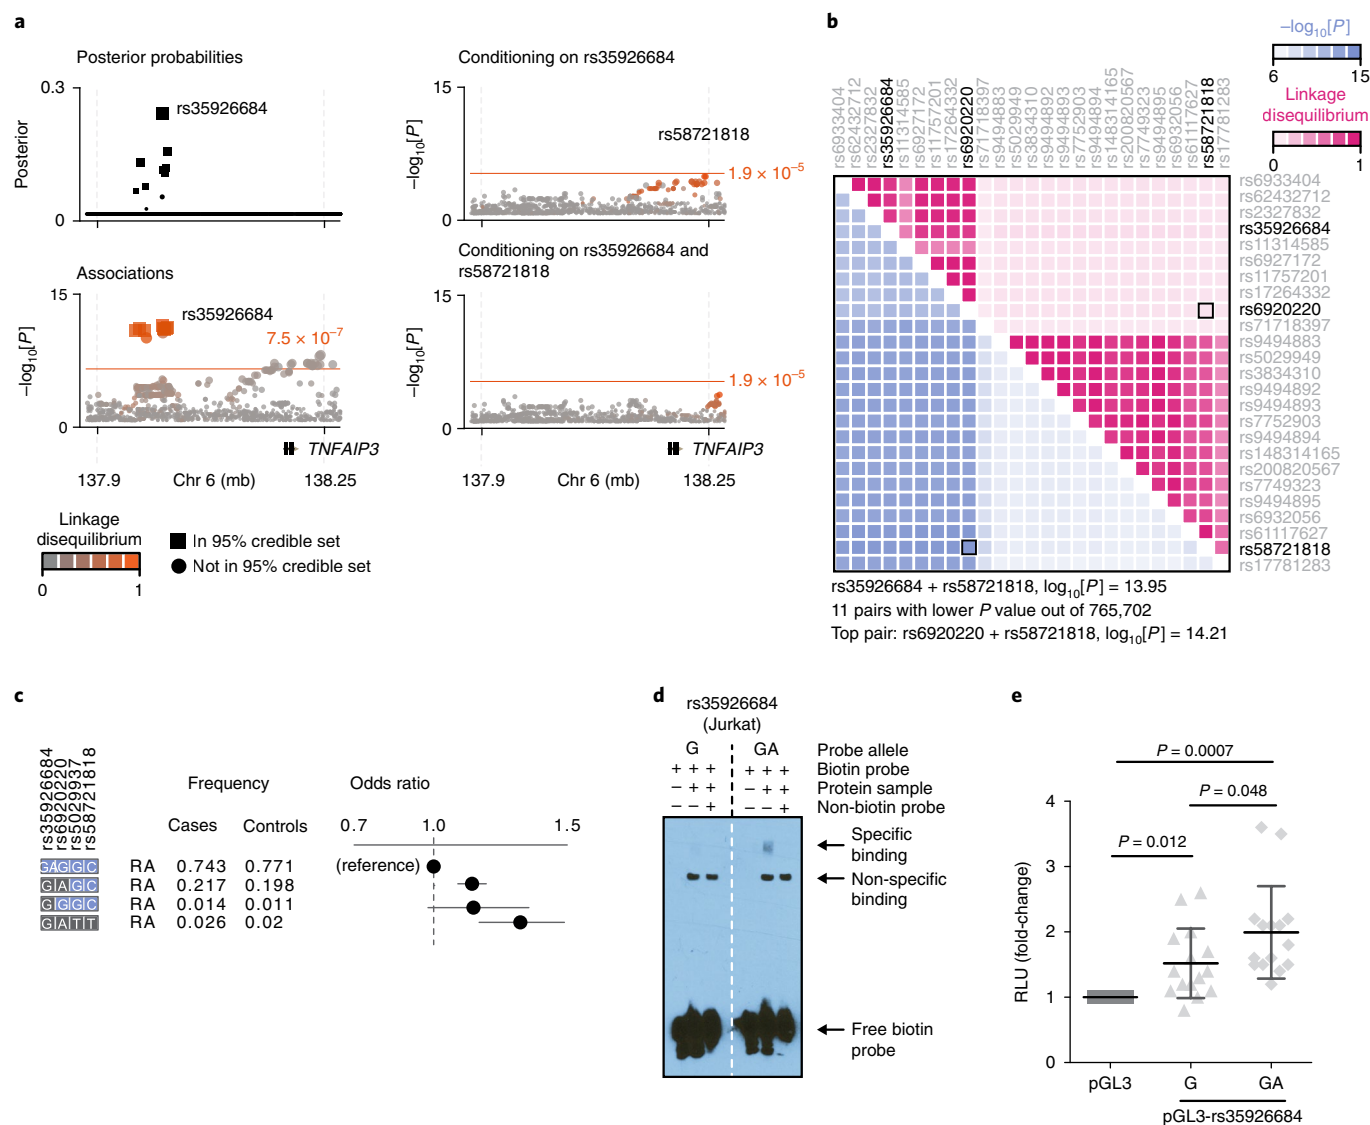 a
Posterior probabilities
0.3
Posterior
0
rs35926684
Conditioning on rs35926684
15
–log10[P]
0
rs58721818
1.9 × 10–5
Associations
15
–log10[P]
0
rs35926684
7.5 × 10–7
TNFAIP3
137.9
Chr 6 (mb)
138.25
Conditioning on rs35926684 and
rs58721818
15
–log10[P]
0
1.9 × 10–5
TNFAIP3
137.9
Chr 6 (mb)
138.25
Linkage
disequilibrium
0
1
In 95% credible set
Not in 95% credible set
b
–log10[P]
6
15
Linkage
disequilibrium
0
1
rs6933404
rs62432712
rs2327832
rs35926684
rs11314585
rs6927172
rs11757201
rs17264332
rs6920220
rs71718397
rs9494883
rs5029949
rs3834310
rs9494892
rs9494893
rs7752903
rs9494894
rs148314165
rs200820567
rs7749323
rs9494895
rs6932056
rs61117627
rs58721818
rs17781283
rs6933404
rs62432712
rs2327832
rs35926684
rs11314585
rs6927172
rs11757201
rs17264332
rs6920220
rs71718397
rs9494883
rs5029949
rs3834310
rs9494892
rs9494893
rs7752903
rs9494894
rs148314165
rs200820567
rs7749323
rs9494895
rs6932056
rs61117627
rs58721818
rs17781283
rs35926684 + rs58721818, log10[P] = 13.95
11 pairs with lower P value out of 765,702
Top pair: rs6920220 + rs58721818, log10[P] = 14.21
c
rs35926684
rs6920220
rs5029937
rs58721818
Frequency
Odds ratio
Cases
Controls
0.7
1.0
1.5
GA|G|G|C RA 0.743 0.771 (reference)
G|A|G|C RA 0.217 0.198
G|G|G|C RA 0.014 0.011
G|A|T|T RA 0.026 0.02
d
rs35926684
(Jurkat)
G GA Probe allele
+ + + + + + Biotin probe
– + + – + + Protein sample
– – + – – + Non-biotin probe
Specific
binding
Non-specific
binding
Free biotin
probe
e
P = 0.0007
P = 0.048
P = 0.012
RLU (fold-change)
4
3
2
1
0
pGL3
G
GA
pGL3-rs35926684